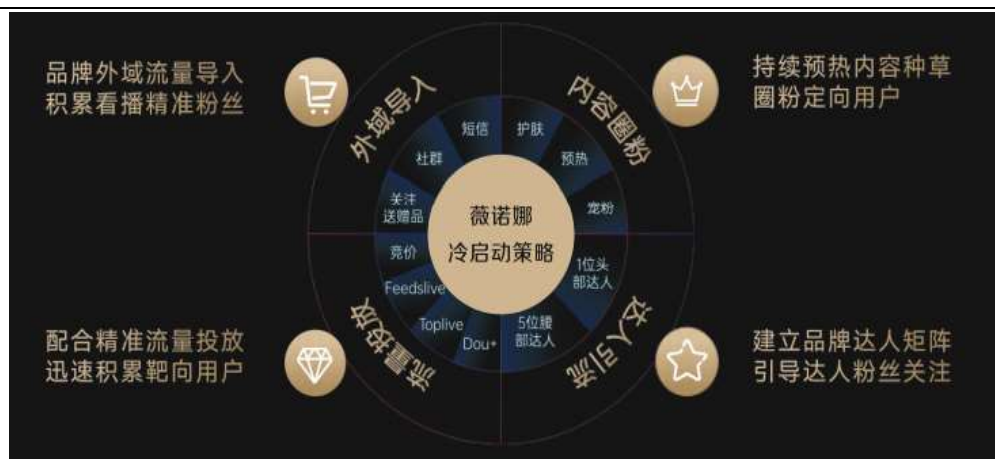 品牌外域流量导入
积累看播精准粉丝
持续预热内容种草
圈粉定向用户
外域导入
内容圈粉
短信
护肤
社群
预热
关注
送赠品
宠粉
薇诺娜
冷启动策略
竞价
1位头
部达人
Feedslive
Toplive
5位腰
部达人
Dou+
流量投放
达人引流
配合精准流量投放
迅速积累靶向用户
建立品牌达人矩阵
引导达人粉丝关注